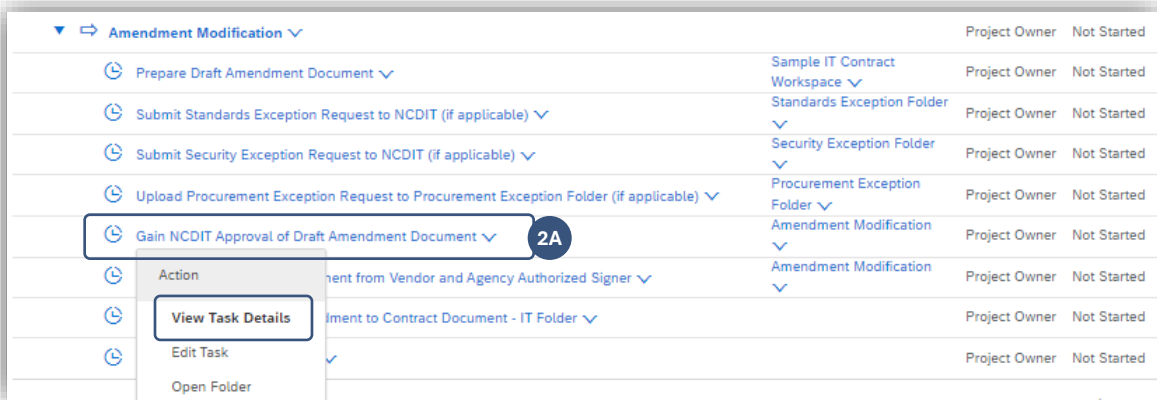 Amendment Modification Project Owner Not Started
Prepare Draft Amendment Document Sample IT Contract Workspace Project Owner Not Started
Submit Standards Exception Request to NCDIT (if applicable) Standards Exception Folder Project Owner Not Started
Submit Security Exception Request to NCDIT (if applicable) Security Exception Folder Project Owner Not Started
Upload Procurement Exception Request to Procurement Exception Folder (if applicable) Procurement Exception Folder Project Owner Not Started
Gain NCDIT Approval of Draft Amendment Document 2A Amendment Modification Project Owner Not Started
Action
from Vendor and Agency Authorized Signer Amendment Modification Project Owner Not Started
View Task Details
to Contract Document - IT Folder Project Owner Not Started
Edit Task
Project Owner Not Started
Open Folder